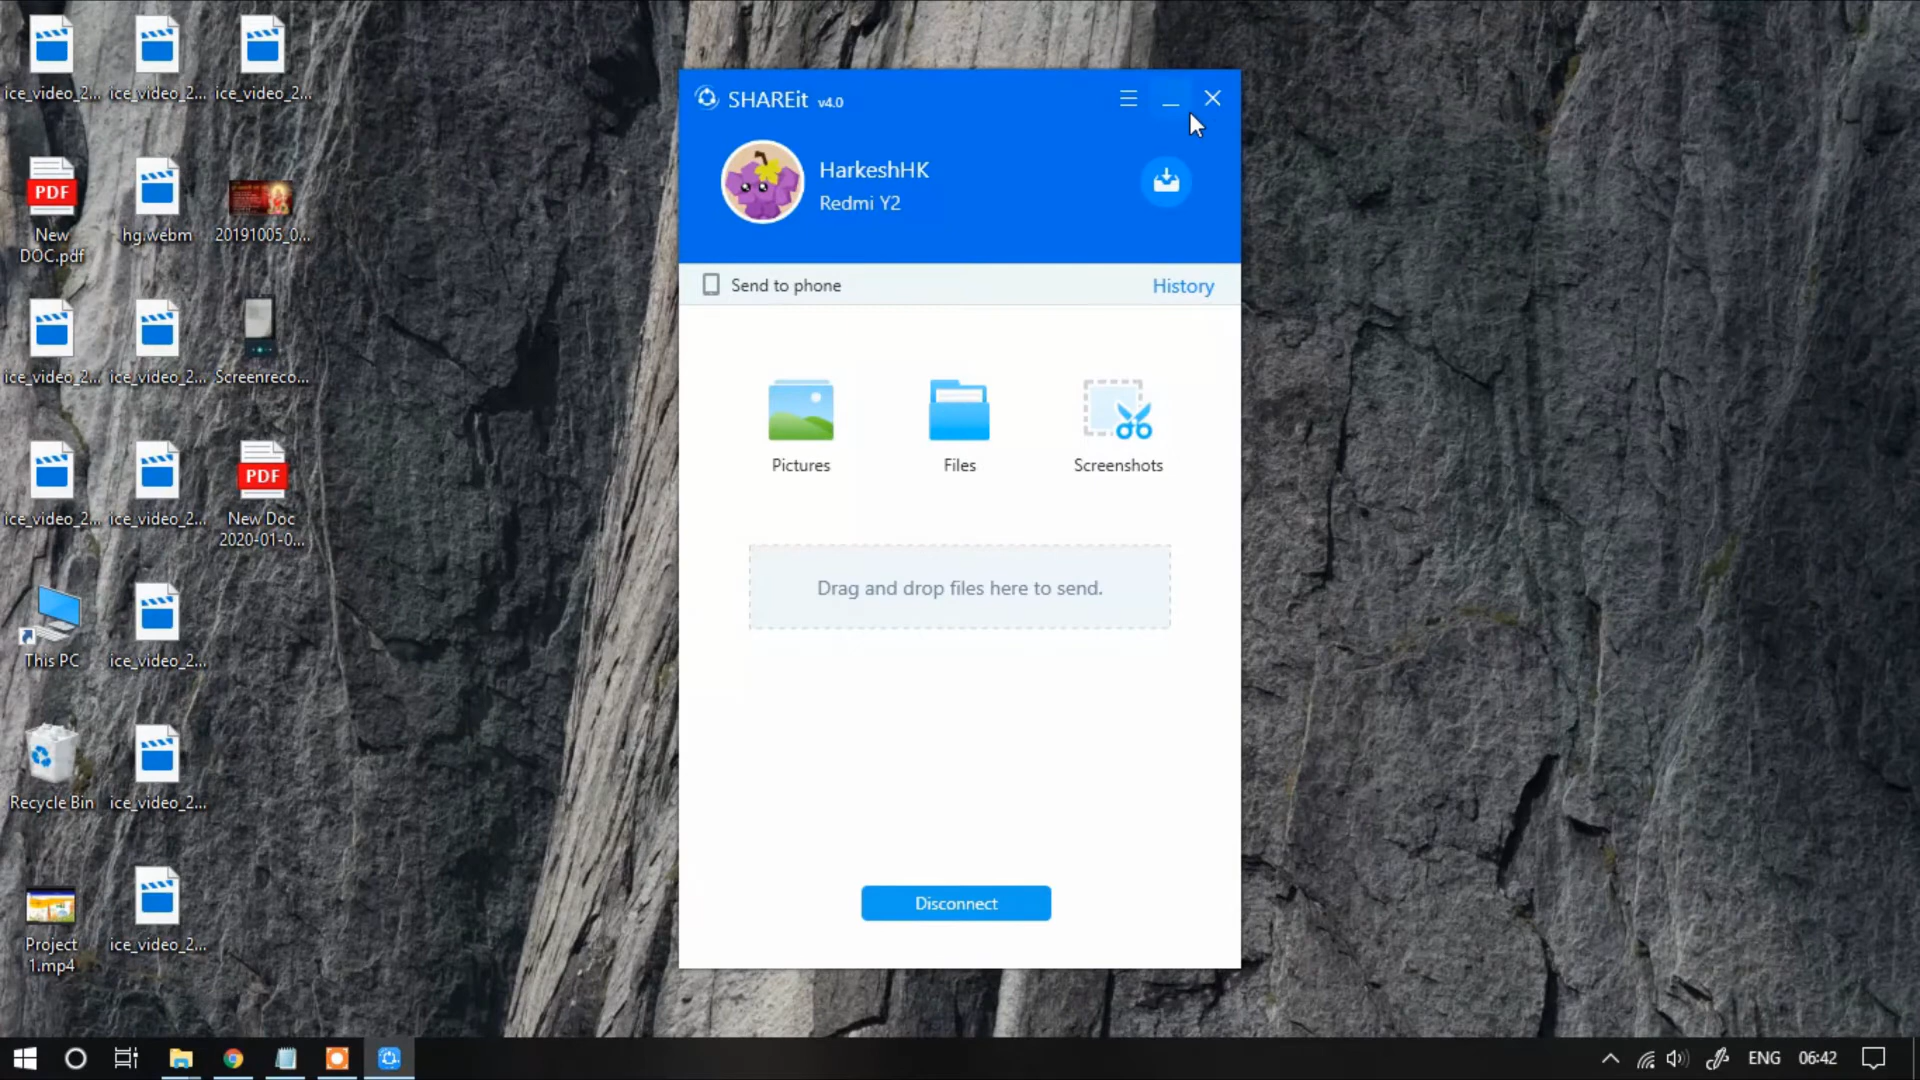 ice_video_2...
ice_video_2...
ice_video_2...
PDF
New
DOC.pdf
hg.webm
20191005_0...
ice_video_2...
ice_video_2...
Screenreco...
ice_video_2...
ice_video_2...
PDF
New Doc
2020-01-0...
This PC
ice_video_2...
Recycle Bin
ice_video_2...
Project
1.mp4
ice_video_2...
SHAREit v4.0
HarkeshHK
Redmi Y2
Send to phone
History
Pictures
Files
Screenshots
Drag and drop files here to send.
Disconnect
ENG
06:42